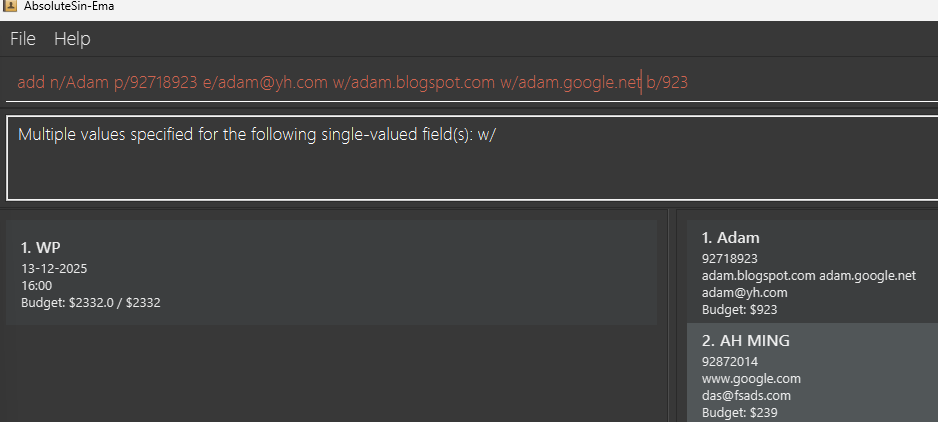 AbsoluteSin-Ema
File Help
add n/Adam p/92718923 e/adam@yh.com w/adam.blogspot.com w/adam.google.net b/923
Multiple values specified for the following single-valued field(s): w/
1. WP
13-12-2025
16:00
Budget: $2332.0 / $2332
1. Adam
92718923
adam.blogspot.com adam.google.net
adam@yh.com
Budget: $923
2. AH MING
92872014
www.google.com
das@fsads.com
Budget: $239